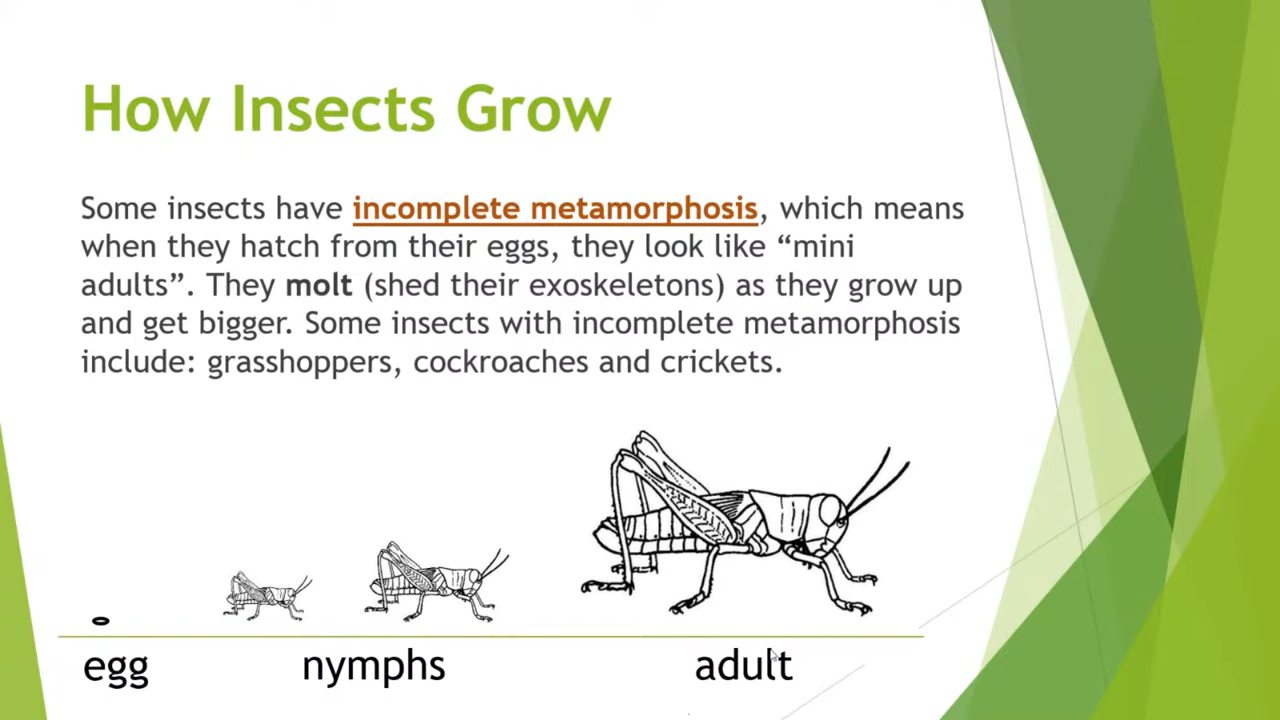 How Insects Grow
Some insects have incomplete metamorphosis, which means
when they hatch from their eggs, they look like “mini
adults”. They molt (shed their exoskeletons) as they grow up
and get bigger. Some insects with incomplete metamorphosis
include: grasshoppers, cockroaches and crickets.
egg nymphs adult